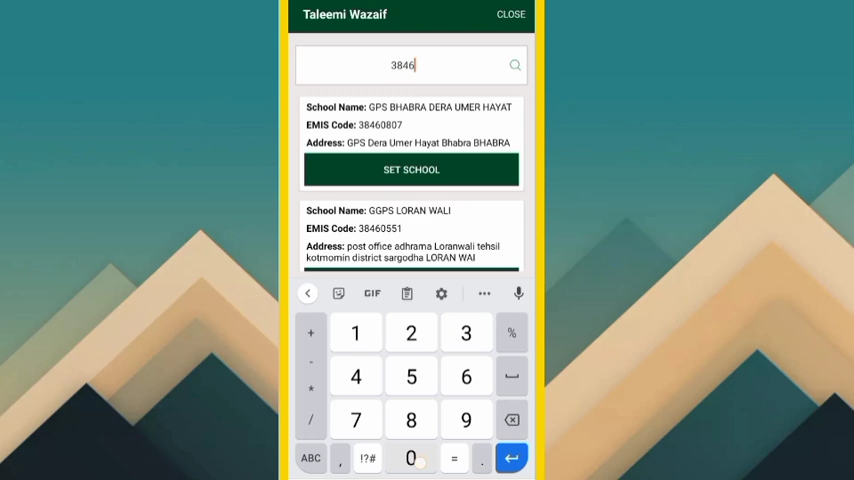 Taleemi Wazaif CLOSE
3846
School Name: GPS BHABRA DERA UMER HAYAT
EMIS Code: 38460807
Address: GPS Dera Umer Hayat Bhabra BHABRA
SET SCHOOL
School Name: GGPS LORAN WALI
EMIS Code: 38460551
Address: post office adhrama Loranwali tehsil
kotmomin district sargodha LORAN WAI
GIF
+ 1 2 3 %
- 4 5 6
* / 7 8 9
ABC , !?# 0 = .